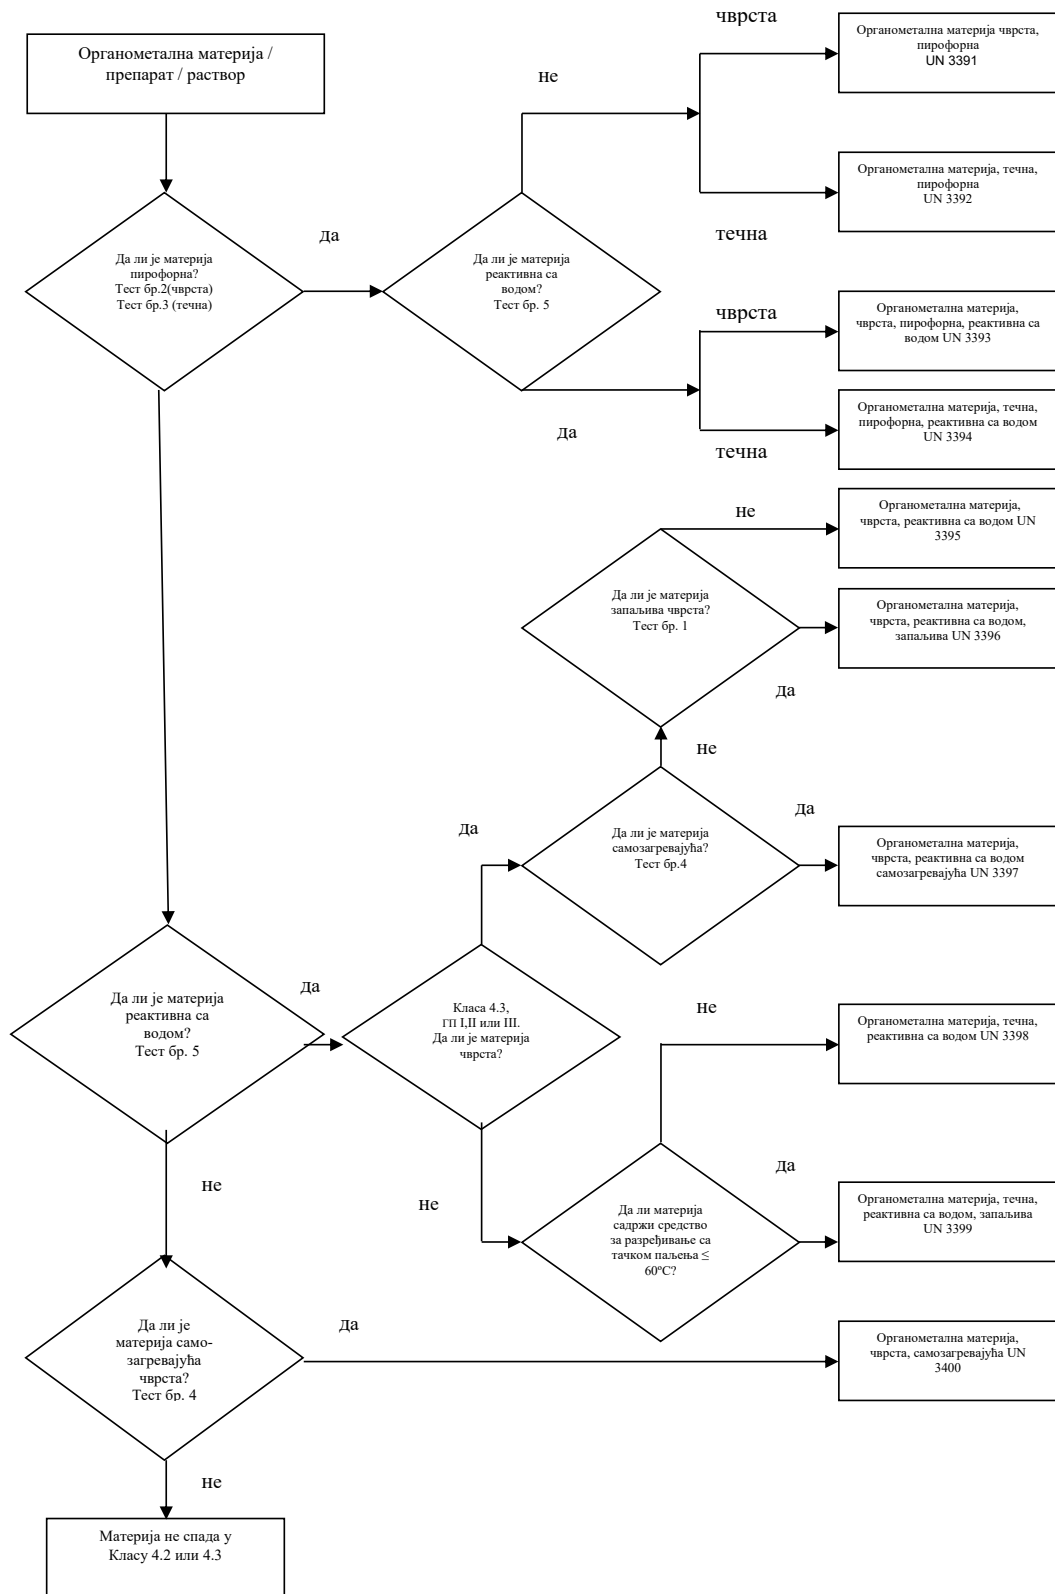 Органометална материја /
препарат / раствор
чврста
Органометална материја чврста,
пирофорна
UN 3391
не
Органометална материја, течна,
пирофорна
UN 3392
течна
да
Да ли је материја
пирофорна?
Тест бр.2(чврста)
Тест бр.3 (течна)
Да ли је материја
реактивна са
водом?
Тест бр. 5
чврста
Органометална материја,
чврста, пирофорна, реактивна са
водом UN 3393
да
Органометална материја, течна,
пирофорна, реактивна са водом
UN 3394
течна
не
Органометална материја,
чврста, реактивна са водом UN
3395
Да ли је материја
запаљива чврста?
Тест бр. 1
Органометална материја,
чврста, реактивна са водом,
запаљива UN 3396
да
не
да
да
Да ли је материја
самозагревајућа?
Тест бр.4
Органометална материја,
чврста, реактивна са водом
самозагревајућа UN 3397
Да ли је материја
реактивна са
водом?
Тест бр. 5
да
Класа 4.3,
ГП I,II или III.
Да ли је материја
чврста?
не
Органометална материја, течна,
реактивна са водом UN 3398
не
не
да
Да ли материја
садржи средство
за разређивање са
тачком паљења ≤
60ºC?
Органометална материја, течна,
реактивна са водом, запаљива
UN 3399
Да ли је
материја само-
загревајућа
чврста?
Тест бр. 4
да
Органометална материја,
чврста, самозагревајућа UN
3400
не
Материја не спада у
Класу 4.2 или 4.3